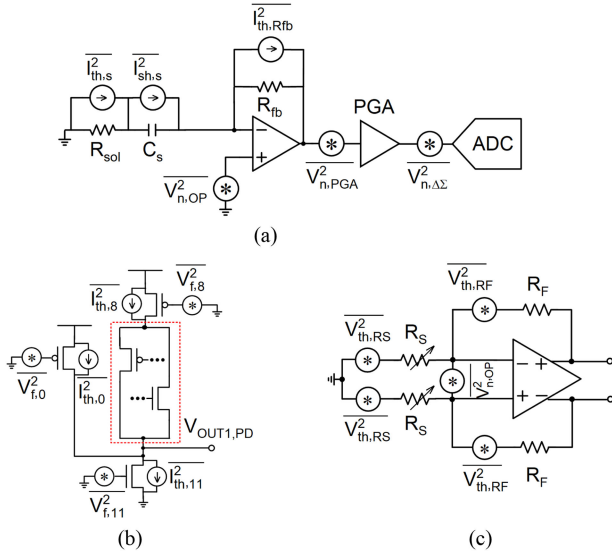 I²th,s I²sh,s I²th,Rfb
Rsol Cs Rfb PGA
− + ADC
V²n,OP V²n,PGA V²n,ΔΣ
(a)
I²th,8 V²f,8
V²f,0 I²th,0
VOUT1,PD
V²f,11 I²th,11
(b)
V²th,RF RF
V²th,RS RS
V²n-OP − + + −
V²th,RS RS
V²th,RF RF
(c)